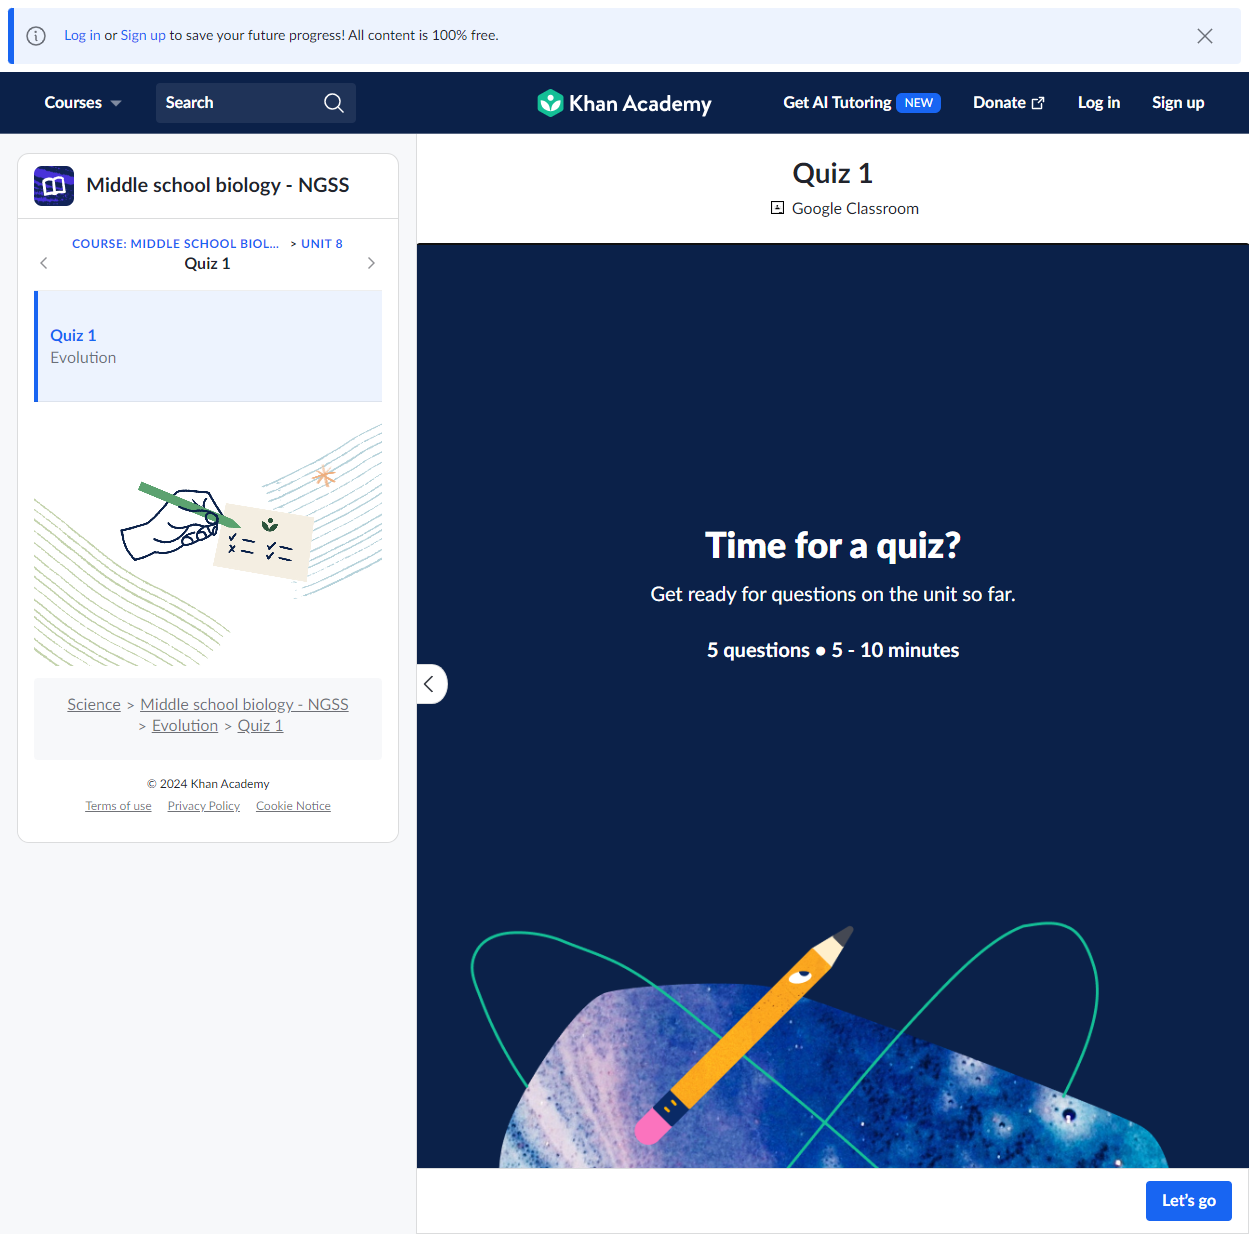 Log in or Sign up to save your future progress! All content is 100% free.
Courses
Search
Khan Academy
Get AI Tutoring NEW
Donate
Log in
Sign up
Middle school biology - NGSS
COURSE: MIDDLE SCHOOL BIOL... > UNIT 8
Quiz 1
Quiz 1
Evolution
Science > Middle school biology - NGSS
> Evolution > Quiz 1
© 2024 Khan Academy
Terms of use Privacy Policy Cookie Notice
Quiz 1
Google Classroom
Time for a quiz?
Get ready for questions on the unit so far.
5 questions • 5 - 10 minutes
Let's go